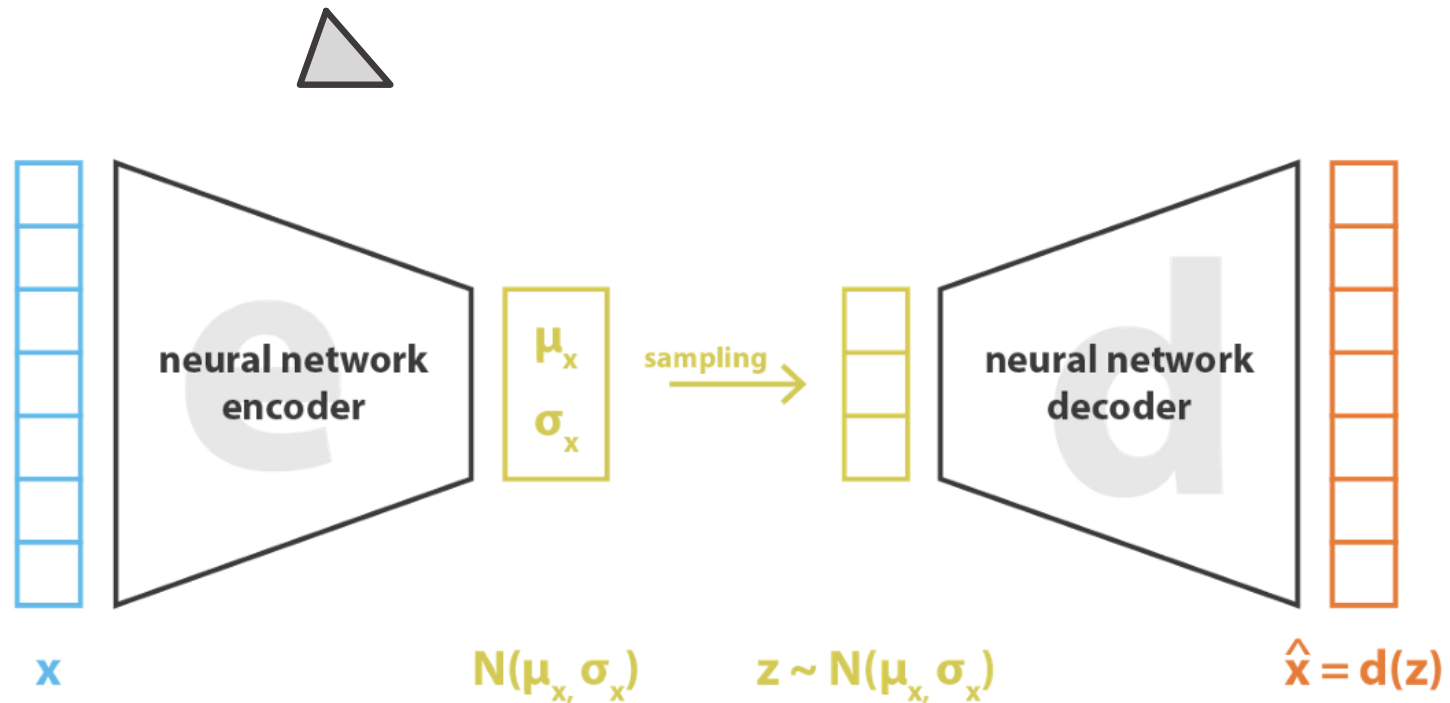 e
neural network
encoder
μx
σx
sampling
d
neural network
decoder
x
N(μx, σx)
z ~ N(μx, σx)
x̂ = d(z)